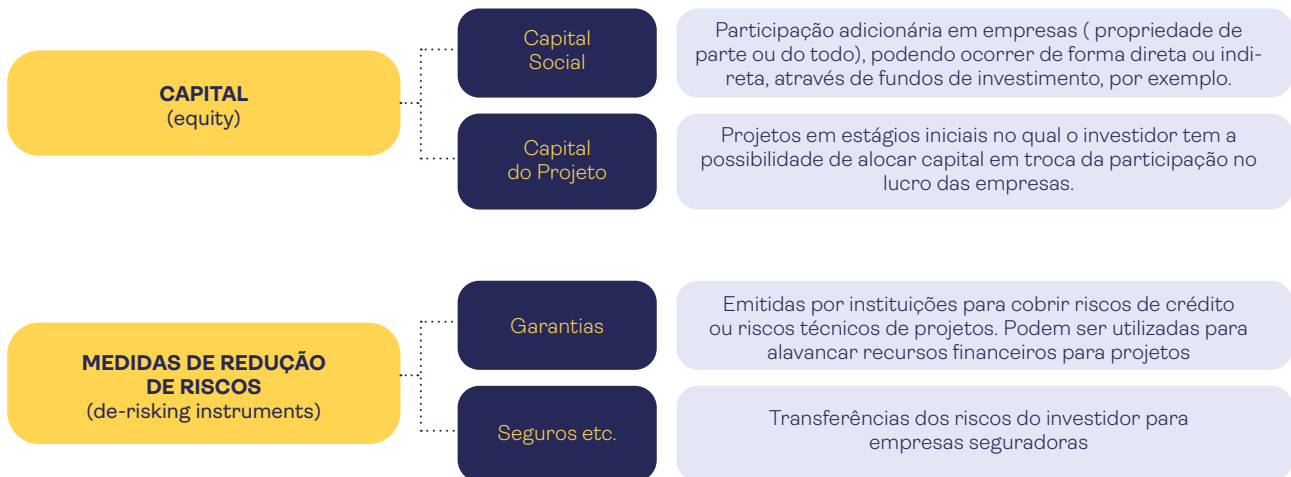 CAPITAL
(equity)
Capital
Social
Participação adicionária em empresas ( propriedade de
parte ou do todo), podendo ocorrer de forma direta ou indi-
reta, através de fundos de investimento, por exemplo.
Capital
do Projeto
Projetos em estágios iniciais no qual o investidor tem a
possibilidade de alocar capital em troca da participação no
lucro das empresas.
MEDIDAS DE REDUÇÃO
DE RISCOS
(de-risking instruments)
Garantias
Emitidas por instituições para cobrir riscos de crédito
ou riscos técnicos de projetos. Podem ser utilizadas para
alavancar recursos financeiros para projetos
Seguros etc.
Transferências dos riscos do investidor para
empresas seguradoras